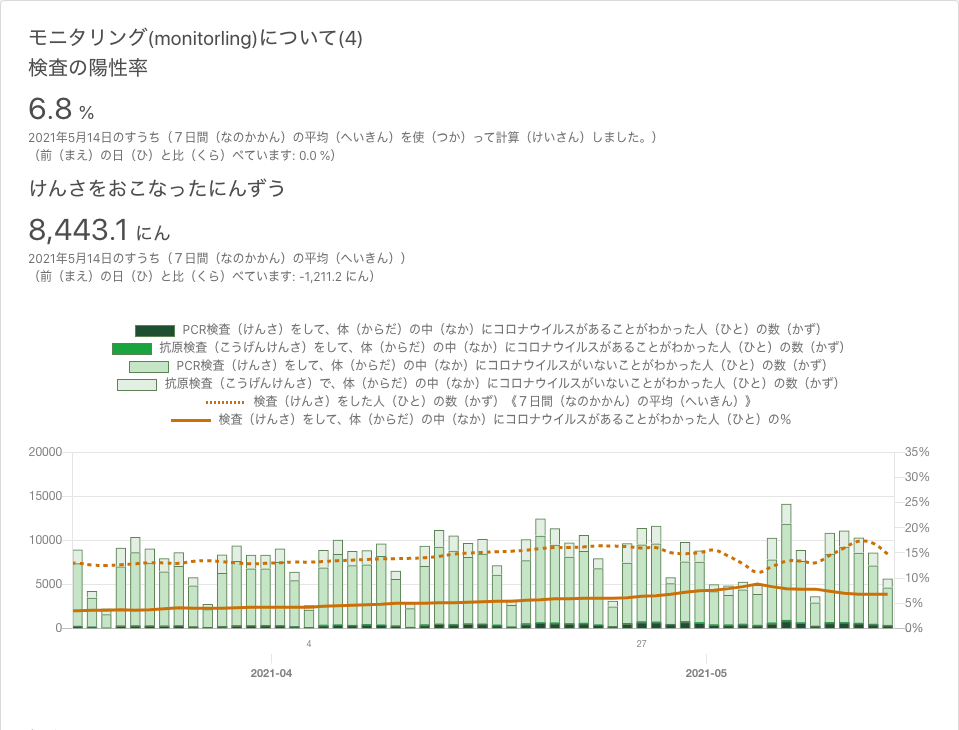 モニタリング(monitorling)について(4)
検査の陽性率
6.8 %
2021年5月14日のすうち（７日間（なのかかん）の平均（へいきん）を使（つか）って計算（けいさん）しました。）
（前（まえ）の日（ひ）と比（くら）べています: 0.0 %）
けんさをおこなったにんずう
8,443.1 にん
2021年5月14日のすうち（７日間（なのかかん）の平均（へいきん））
（前（まえ）の日（ひ）と比（くら）べています: -1,211.2 にん）
PCR検査（けんさ）をして、体（からだ）の中（なか）にコロナウイルスがあることがわかった人（ひと）の数（かず）
抗原検査（こうげんけんさ）をして、体（からだ）の中（なか）にコロナウイルスがあることがわかった人（ひと）の数（かず）
PCR検査（けんさ）をして、体（からだ）の中（なか）にコロナウイルスがいないことがわかった人（ひと）の数（かず）
抗原検査（こうげんけんさ）で、体（からだ）の中（なか）にコロナウイルスがいないことがわかった人（ひと）の数（かず）
検査（けんさ）をした人（ひと）の数（かず）《７日間（なのかかん）の平均（へいきん）》
検査（けんさ）をして、体（からだ）の中（なか）にコロナウイルスがあることがわかった人（ひと）の%
20000
15000
10000
5000
0
35%
30%
25%
20%
15%
10%
5%
0%
4
27
2021-04
2021-05